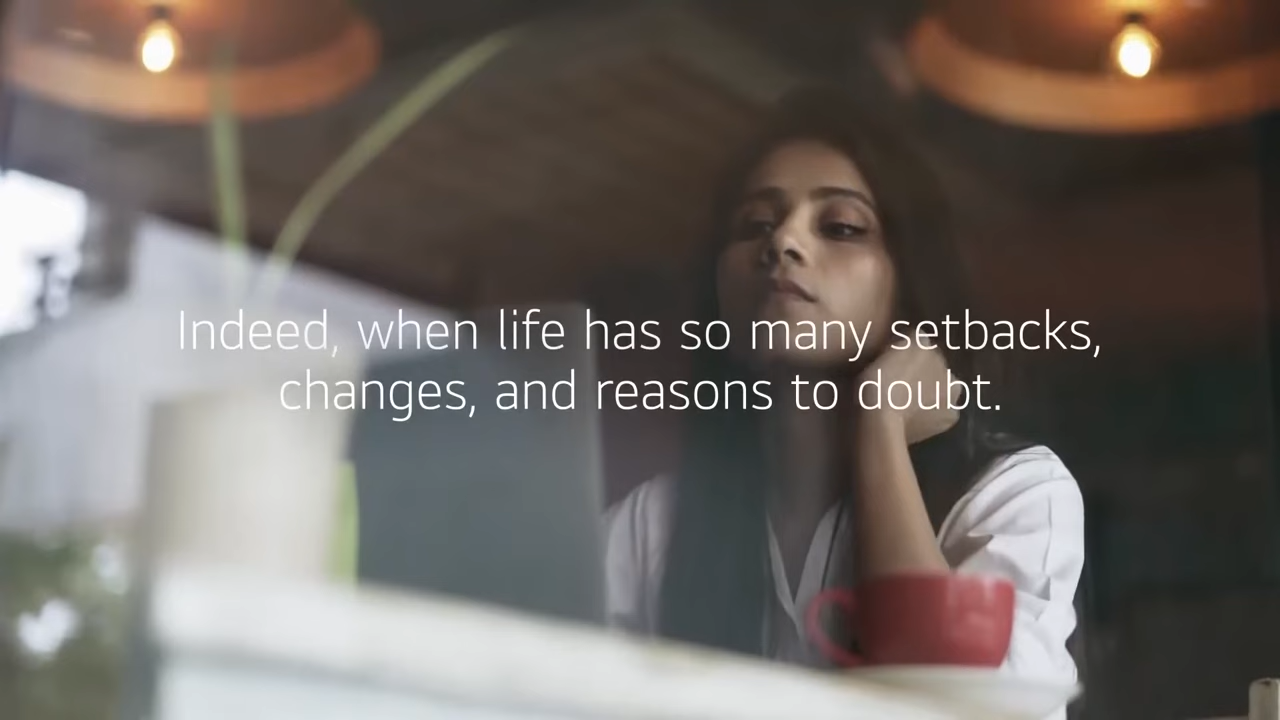 Indeed, when life has so many setbacks,
changes, and reasons to doubt.